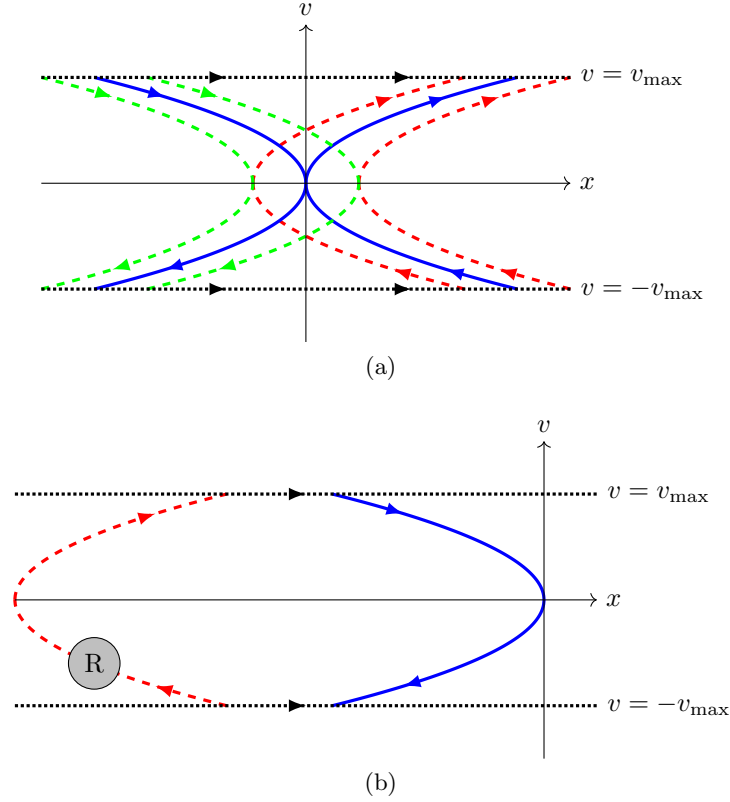 v
v = v_max
x
v = −v_max
(a)
v
v = v_max
x
R
v = −v_max
(b)